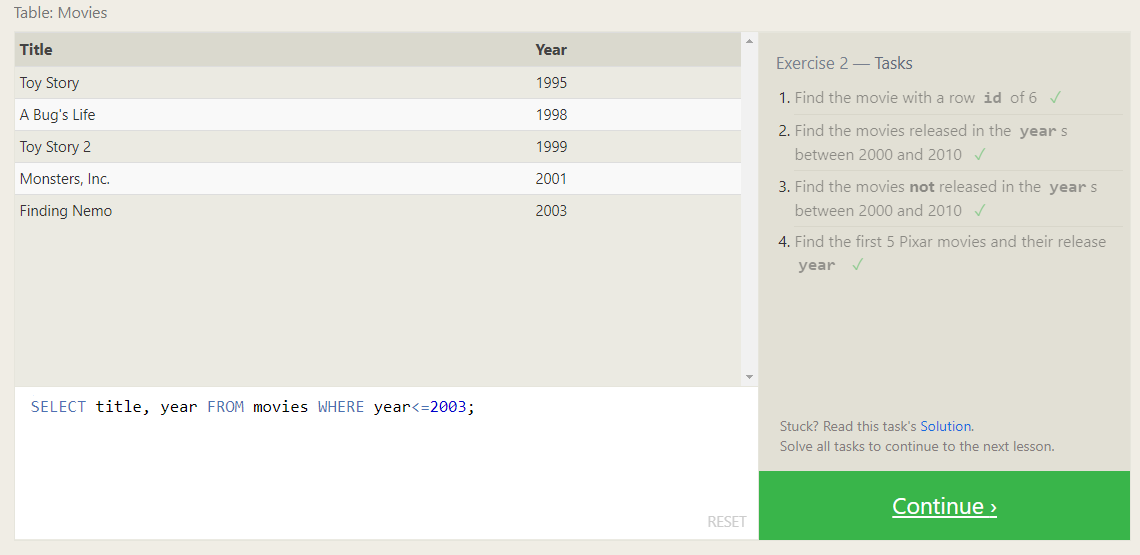 Table: Movies
Title Year
Toy Story 1995
A Bug's Life 1998
Toy Story 2 1999
Monsters, Inc. 2001
Finding Nemo 2003
SELECT title, year FROM movies WHERE year<=2003;
RESET
Exercise 2 — Tasks
1. Find the movie with a row id of 6 ✓
2. Find the movies released in the year s
between 2000 and 2010 ✓
3. Find the movies not released in the year s
between 2000 and 2010 ✓
4. Find the first 5 Pixar movies and their release
year ✓
Stuck? Read this task's Solution.
Solve all tasks to continue to the next lesson.
Continue ›